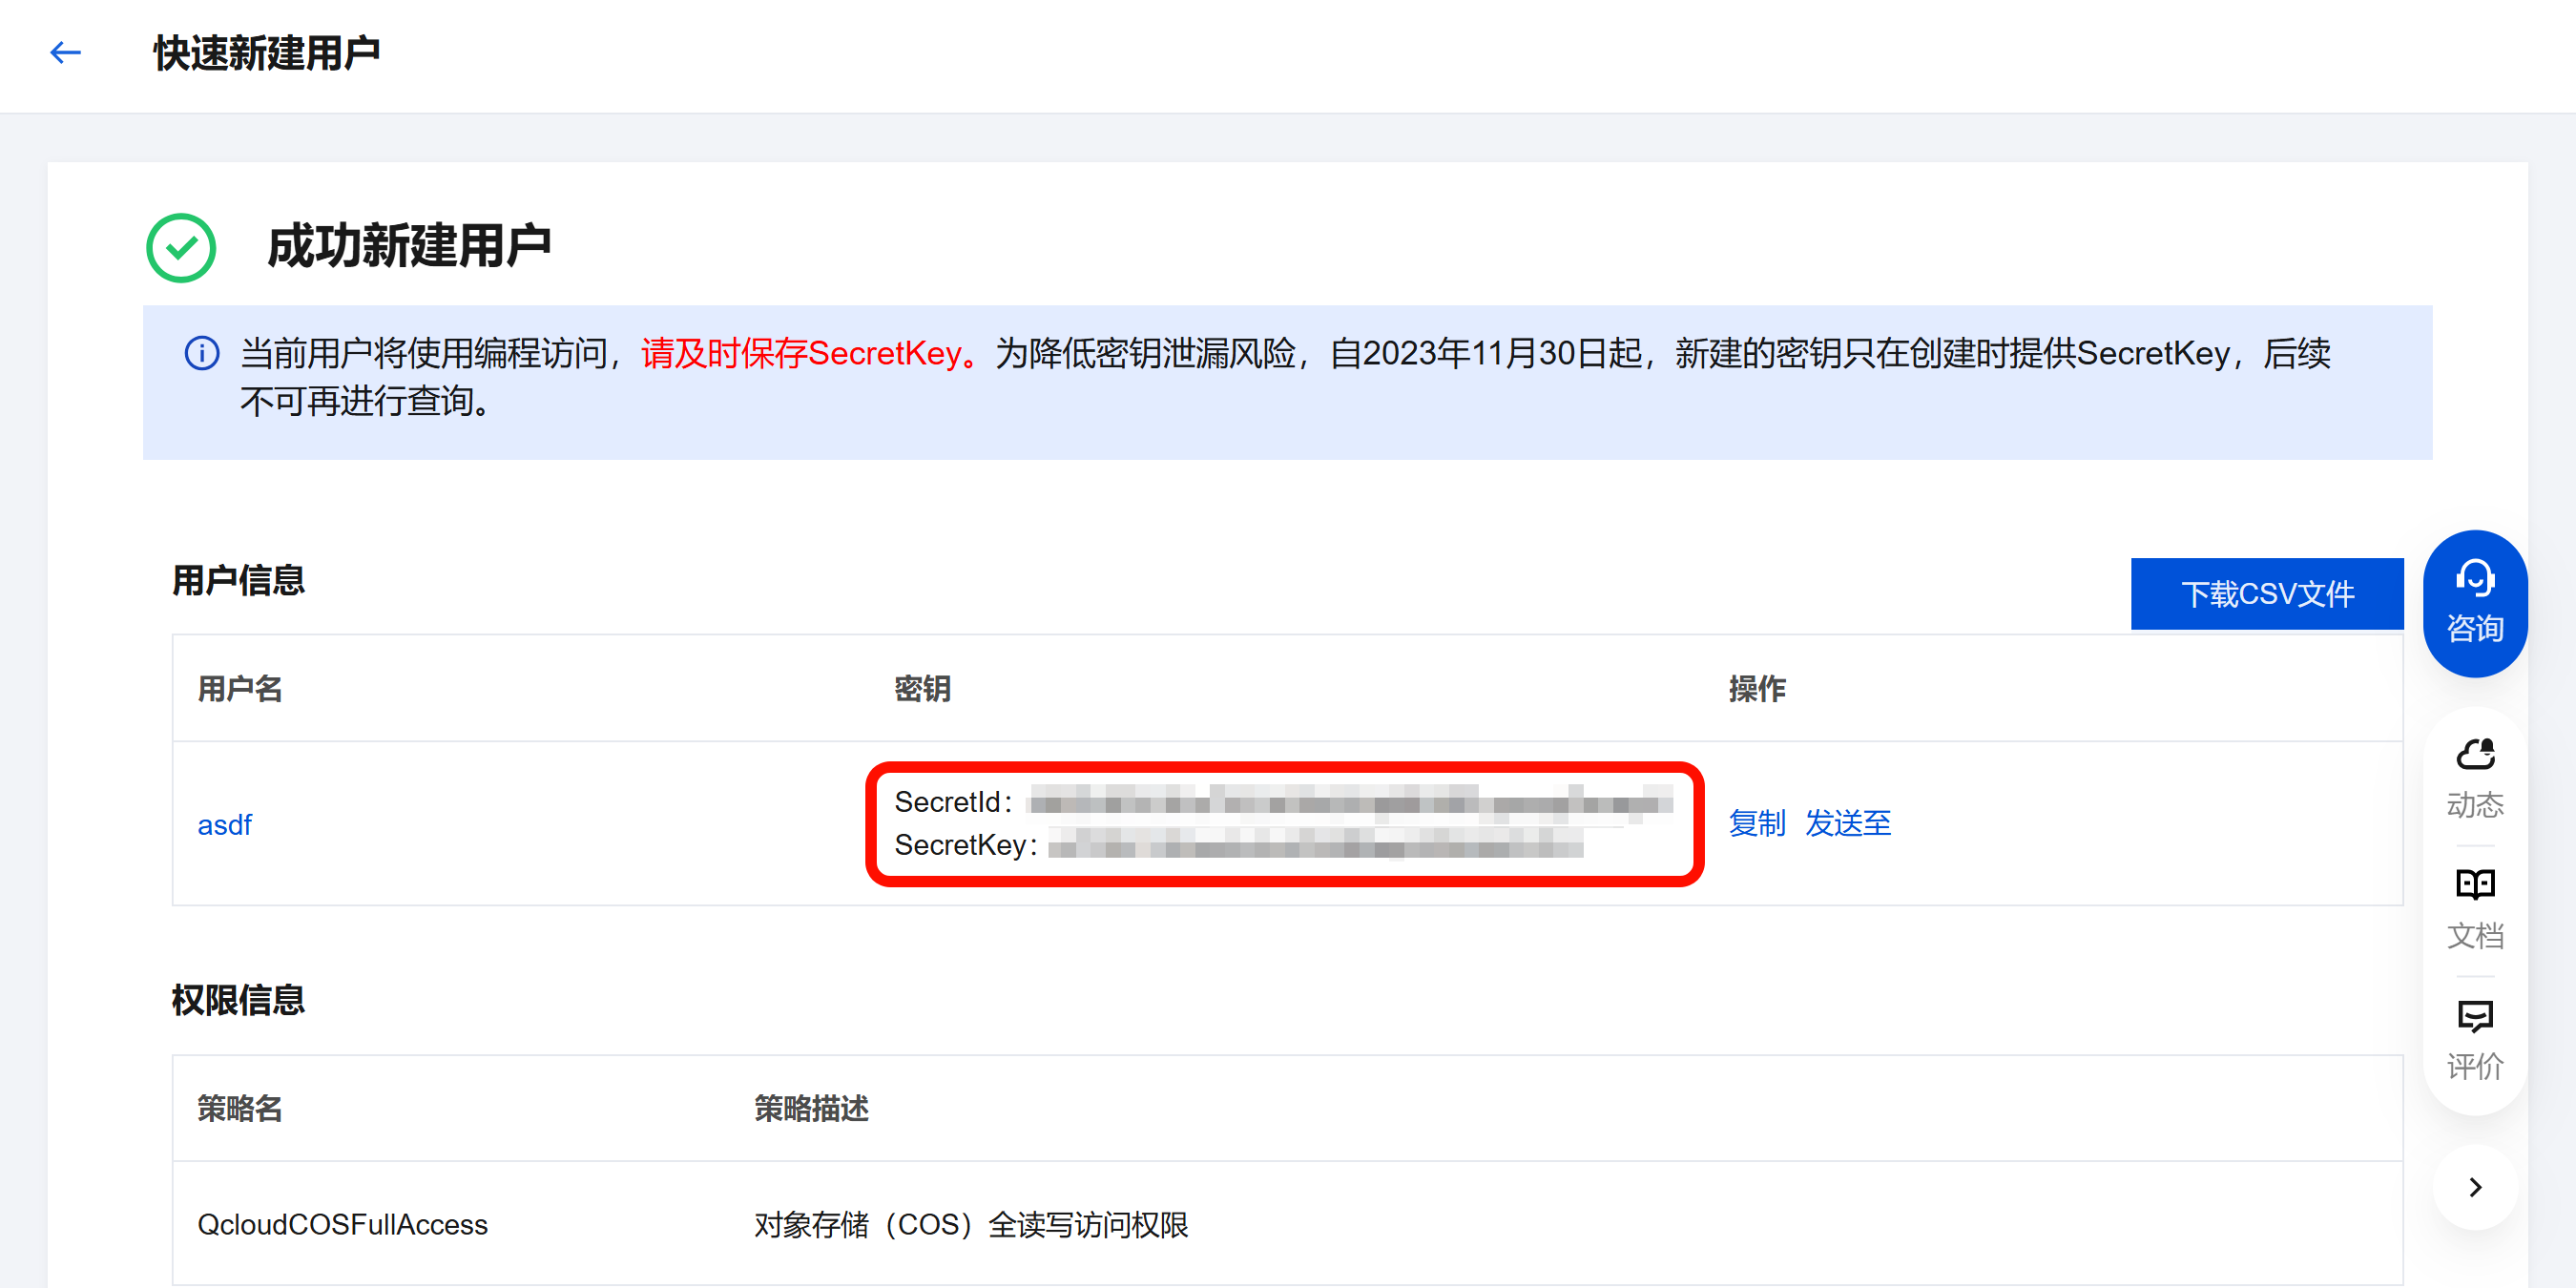 快速新建用户
成功新建用户
当前用户将使用编程访问，请及时保存SecretKey。为降低密钥泄漏风险，自2023年11月30日起，新建的密钥只在创建时提供SecretKey，后续
不可再进行查询。
用户信息
下载CSV文件
咨询
用户名 密钥 操作
asdf
SecretId：
SecretKey：
复制 发送至
动态
文档
权限信息
评价
策略名 策略描述
QcloudCOSFullAccess 对象存储（COS）全读写访问权限